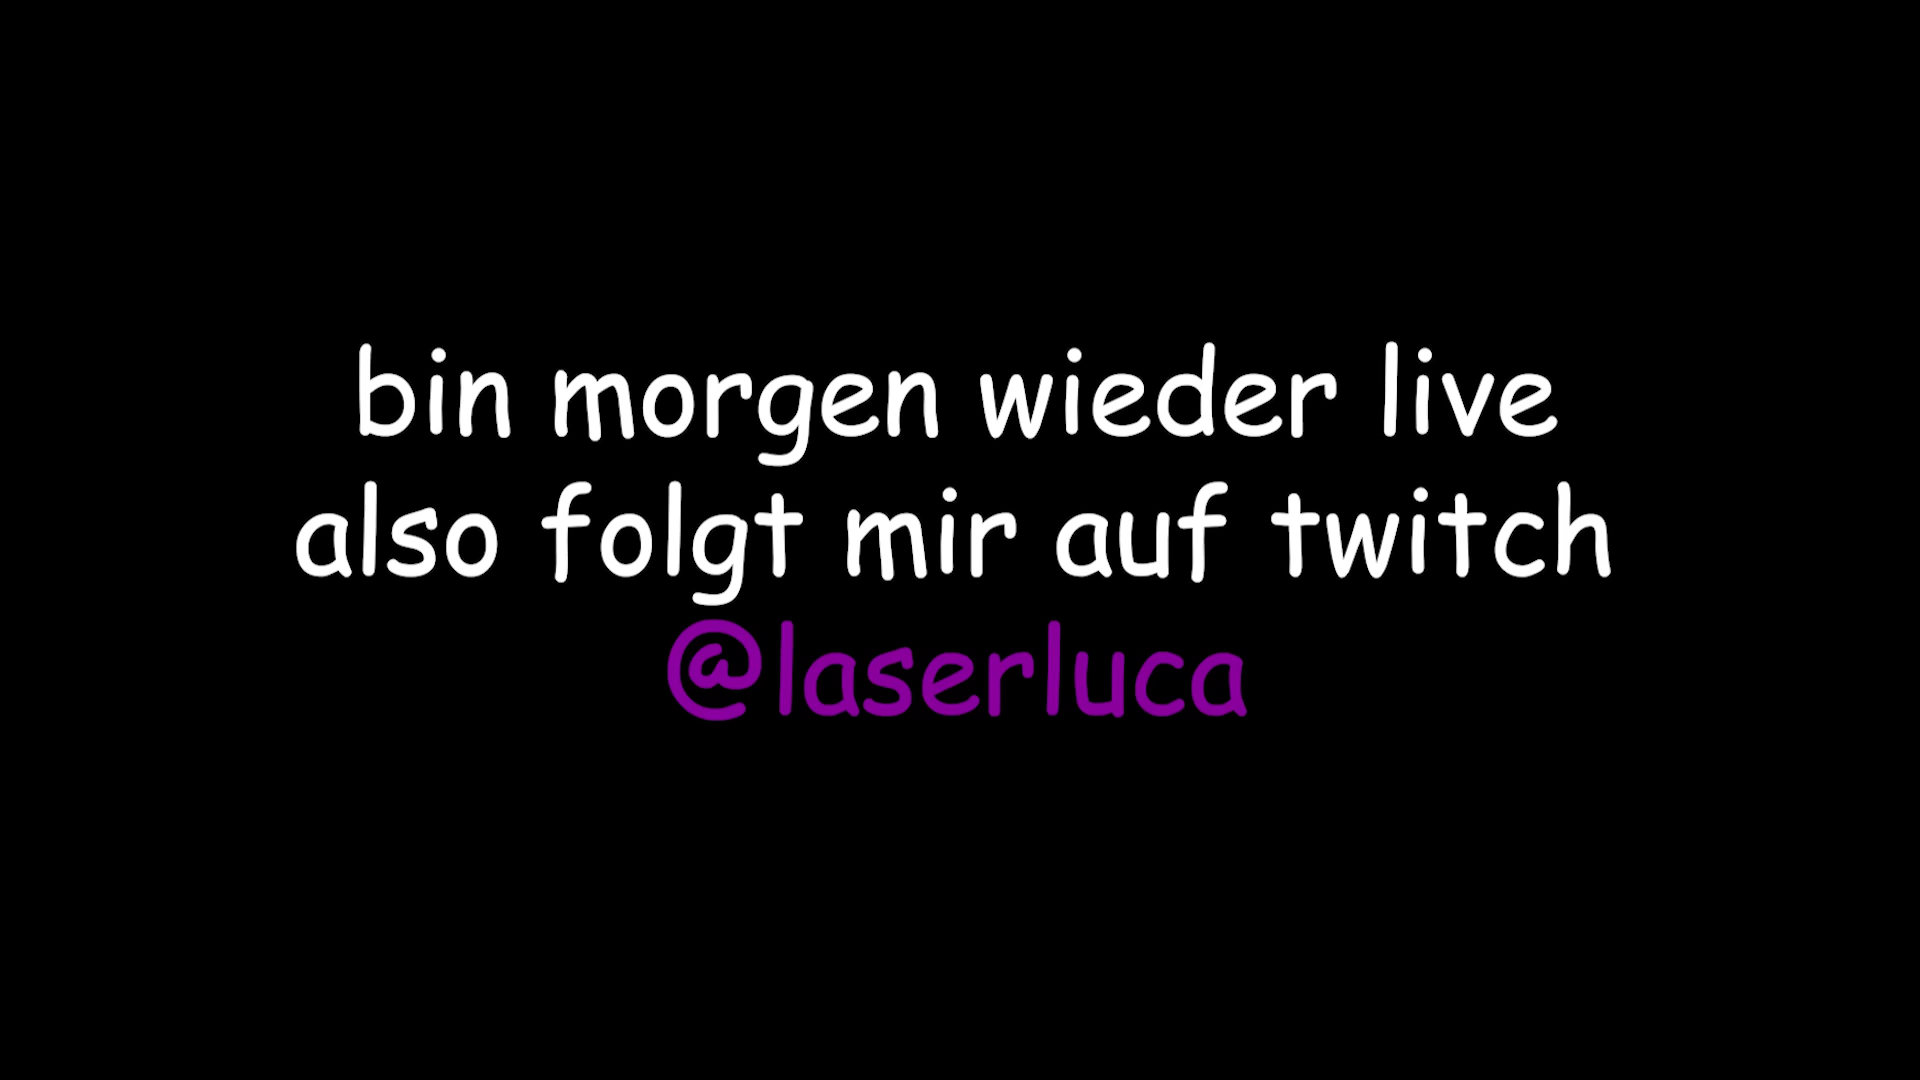 bin morgen wieder live
also folgt mir auf twitch
@laserluca